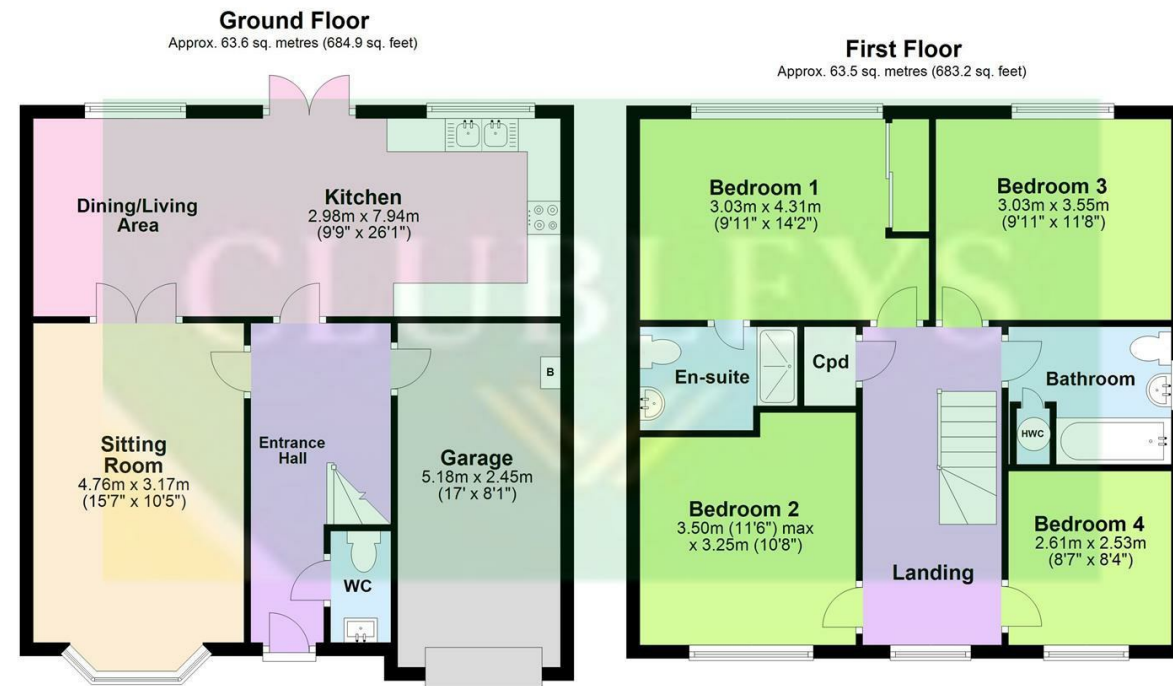 Ground Floor
Approx. 63.6 sq. metres (684.9 sq. feet)
Dining/Living
Area
Kitchen
2.98m x 7.94m
(9'9" x 26'1")
Sitting
Room
4.76m x 3.17m
(15'7" x 10'5")
Entrance
Hall
WC
Garage
5.18m x 2.45m
(17' x 8'1")
B
First Floor
Approx. 63.5 sq. metres (683.2 sq. feet)
Bedroom 1
3.03m x 4.31m
(9'11" x 14'2")
Bedroom 3
3.03m x 3.55m
(9'11" x 11'8")
En-suite
Cpd
Bathroom
HWC
Bedroom 2
3.50m (11'6") max
x 3.25m (10'8")
Landing
Bedroom 4
2.61m x 2.53m
(8'7" x 8'4")
CLUBLEYS